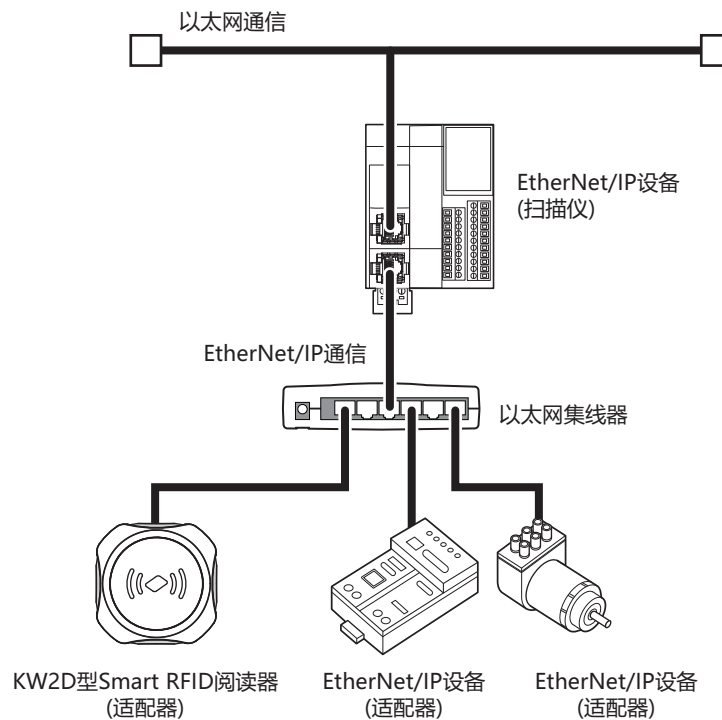 以太网通信
EtherNet/IP设备
(扫描仪)
EtherNet/IP通信
以太网集线器
KW2D型Smart RFID阅读器
(适配器)
EtherNet/IP设备
(适配器)
EtherNet/IP设备
(适配器)